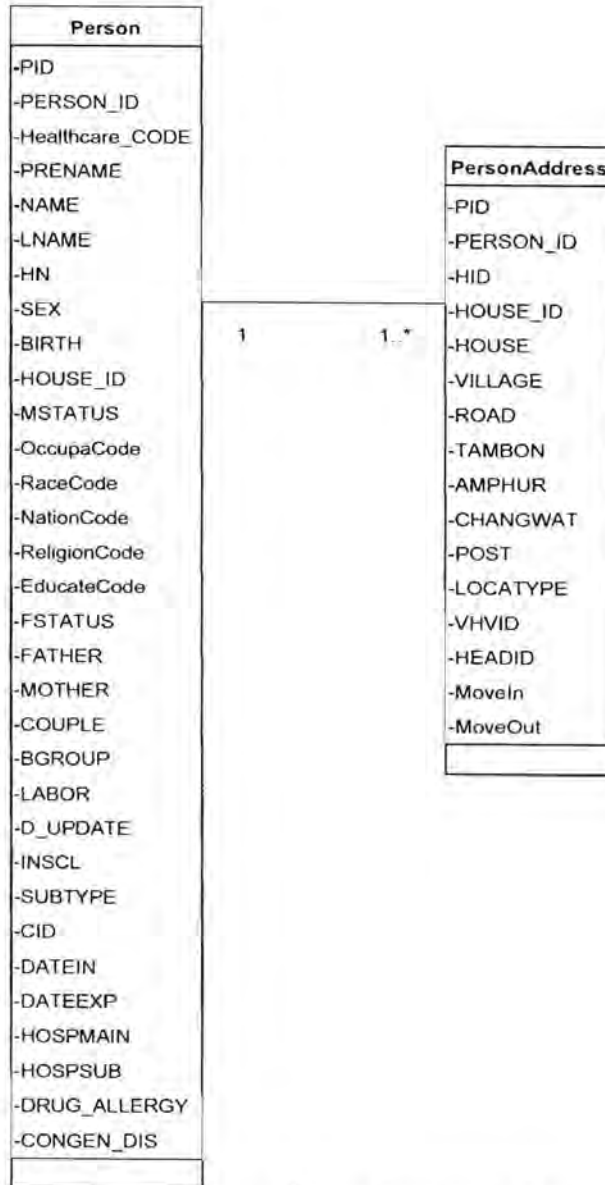 Person
-PID
-PERSON_ID
-Healthcare_CODE
-PRENAME
-NAME
-LNAME
-HN
-SEX
-BIRTH
-HOUSE_ID
-MSTATUS
-OccupaCode
-RaceCode
-NationCode
-ReligionCode
-EducateCode
-FSTATUS
-FATHER
-MOTHER
-COUPLE
-BGROUP
-LABOR
-D_UPDATE
-INSCL
-SUBTYPE
-CID
-DATEIN
-DATEEXP
-HOSPMAIN
-HOSPSUB
-DRUG_ALLERGY
-CONGEN_DIS
1
1..*
PersonAddress
-PID
-PERSON_ID
-HID
-HOUSE_ID
-HOUSE
-VILLAGE
-ROAD
-TAMBON
-AMPHUR
-CHANGWAT
-POST
-LOCATYPE
-VHVID
-HEADID
-MoveIn
-MoveOut